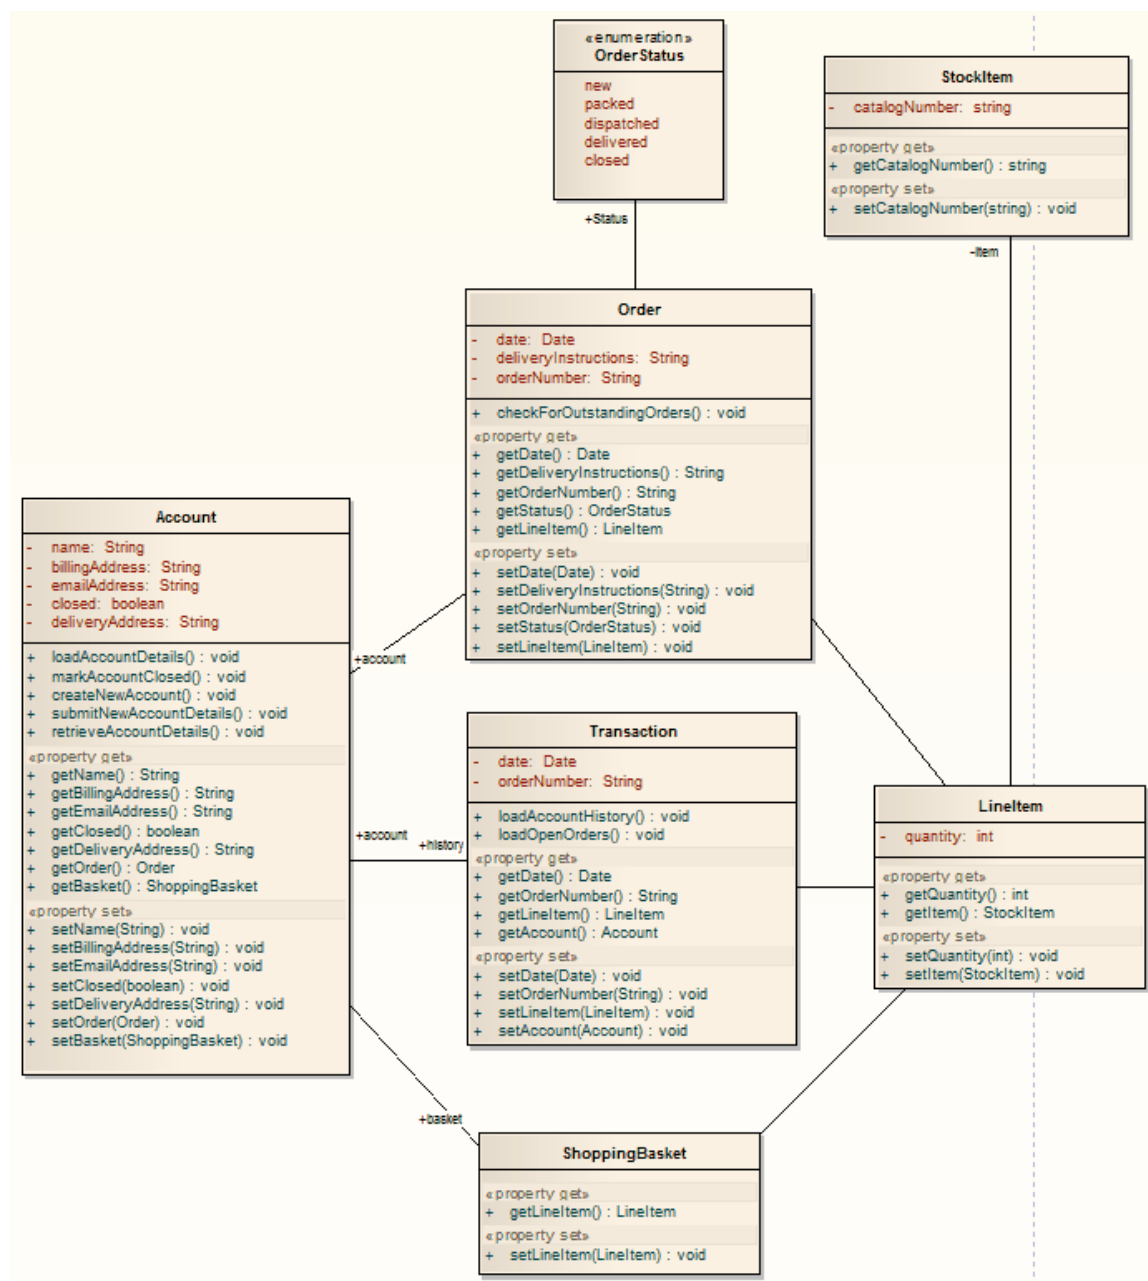 «enumeration»
OrderStatus
new
packed
dispatched
delivered
closed
+Status
StockItem
- catalogNumber: string
«property get»
+ getCatalogNumber() : string
«property set»
+ setCatalogNumber(string) : void
-Item
Order
- date: Date
- deliveryInstructions: String
- orderNumber: String
+ checkForOutstandingOrders() : void
«property get»
+ getDate() : Date
+ getDeliveryInstructions() : String
+ getOrderNumber() : String
+ getStatus() : OrderStatus
+ getLineItem() : LineItem
«property set»
+ setDate(Date) : void
+ setDeliveryInstructions(String) : void
+ setOrderNumber(String) : void
+ setStatus(OrderStatus) : void
+ setLineItem(LineItem) : void
Account
- name: String
- billingAddress: String
- emailAddress: String
- closed: boolean
- deliveryAddress: String
+ loadAccountDetails() : void
+ markAccountClosed() : void
+ createNewAccount() : void
+ submitNewAccountDetails() : void
+ retrieveAccountDetails() : void
«property get»
+ getName() : String
+ getBillingAddress() : String
+ getEmailAddress() : String
+ getClosed() : boolean
+ getDeliveryAddress() : String
+ getOrder() : Order
+ getBasket() : ShoppingBasket
«property set»
+ setName(String) : void
+ setBillingAddress(String) : void
+ setEmailAddress(String) : void
+ setClosed(boolean) : void
+ setDeliveryAddress(String) : void
+ setOrder(Order) : void
+ setBasket(ShoppingBasket) : void
+account
+account
+history
+basket
Transaction
- date: Date
- orderNumber: String
+ loadAccountHistory() : void
+ loadOpenOrders() : void
«property get»
+ getDate() : Date
+ getOrderNumber() : String
+ getLineItem() : LineItem
+ getAccount() : Account
«property set»
+ setDate(Date) : void
+ setOrderNumber(String) : void
+ setLineItem(LineItem) : void
+ setAccount(Account) : void
LineItem
- quantity: int
«property get»
+ getQuantity() : int
+ getItem() : StockItem
«property set»
+ setQuantity(int) : void
+ setItem(StockItem) : void
ShoppingBasket
«property get»
+ getLineItem() : LineItem
«property set»
+ setLineItem(LineItem) : void